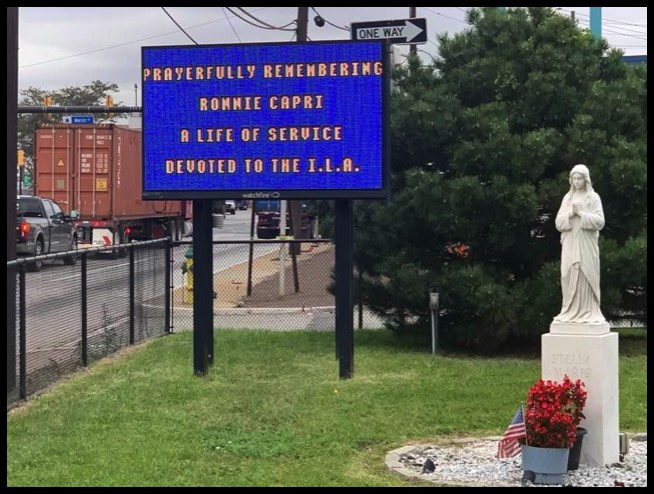 ONE WAY
PRAYERFULLY REMEMBERING
RONNIE CAPRI
A LIFE OF SERVICE
DEVOTED TO THE I.L.A.
watchfire
STELLA
MARIS